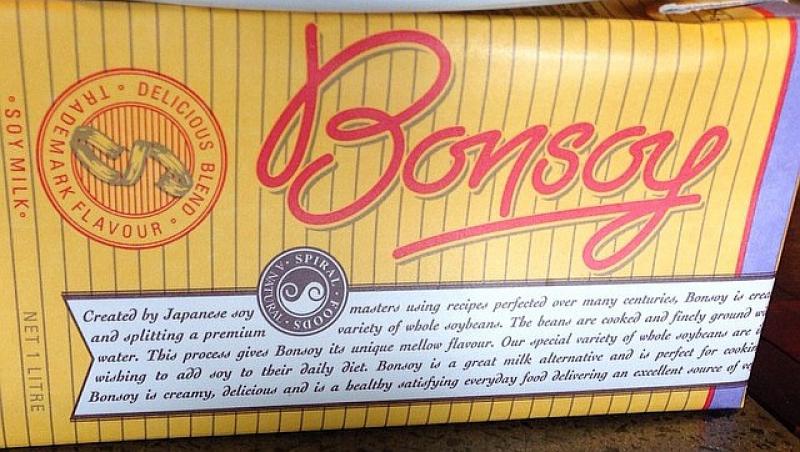 °SOY MILK°
NET 1 LITRE
DELICIOUS BLEND
TRADEMARK FLAVOUR
Bonsoy
SPIRAL FOODS
A NATURAL
Created by Japanese soy masters using recipes perfected over many centuries, Bonsoy is
and splitting a premium variety of whole soybeans. The beans are cooked and finely ground
water. This process gives Bonsoy its unique mellow flavour. Our special variety of whole soybeans are
wishing to add soy to their daily diet. Bonsoy is a great milk alternative and is perfect for
Bonsoy is creamy, delicious and is a healthy satisfying everyday food delivering an excellent source of